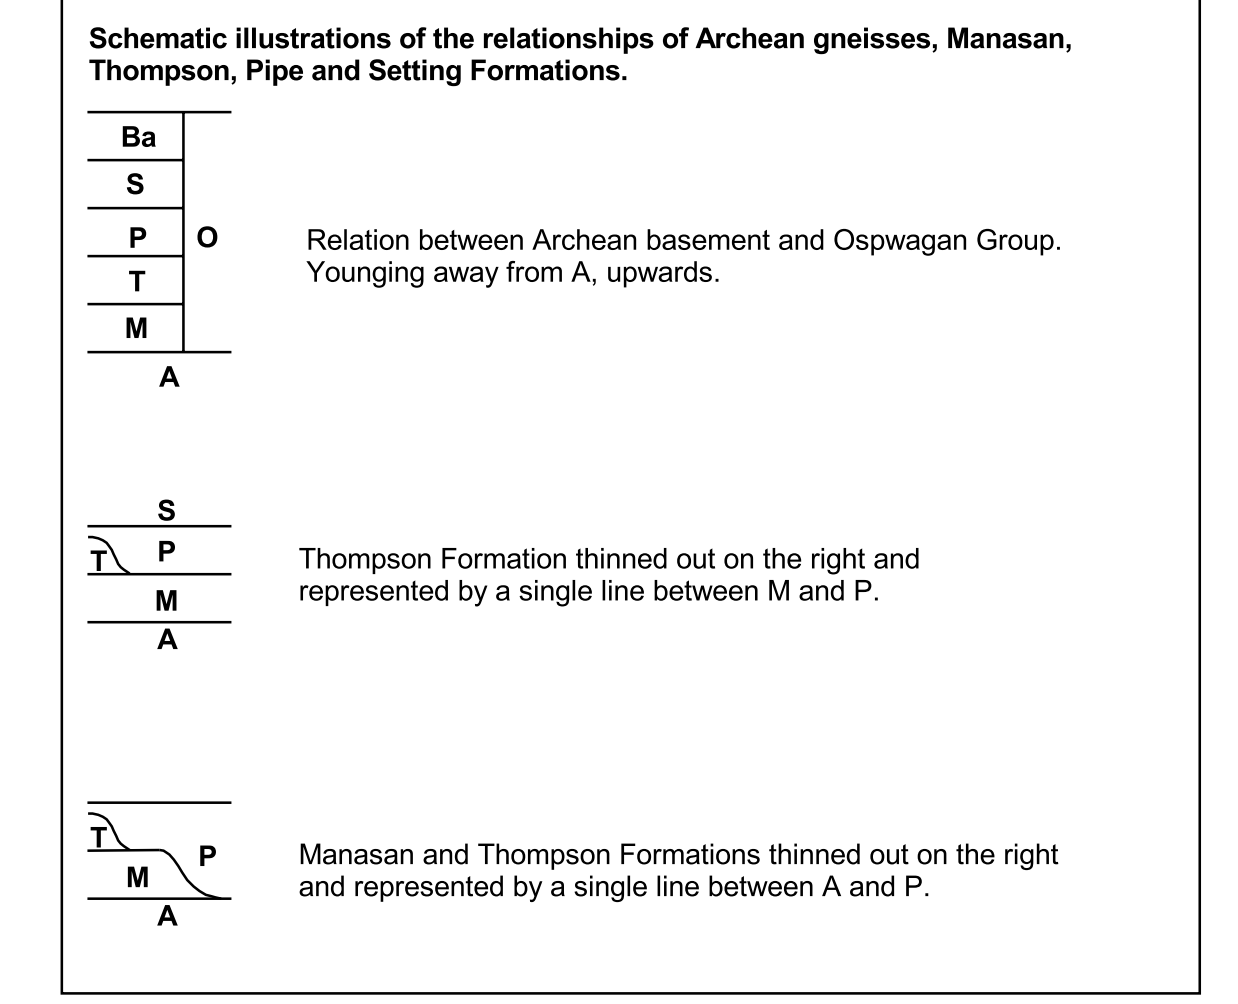 Schematic illustrations of the relationships of Archean gneisses, Manasan,
Thompson, Pipe and Setting Formations.
Ba
S
P
O
T
M
A
Relation between Archean basement and Ospwagan Group.
Younging away from A, upwards.
S
T
P
M
A
Thompson Formation thinned out on the right and
represented by a single line between M and P.
T
P
M
A
Manasan and Thompson Formations thinned out on the right
and represented by a single line between A and P.